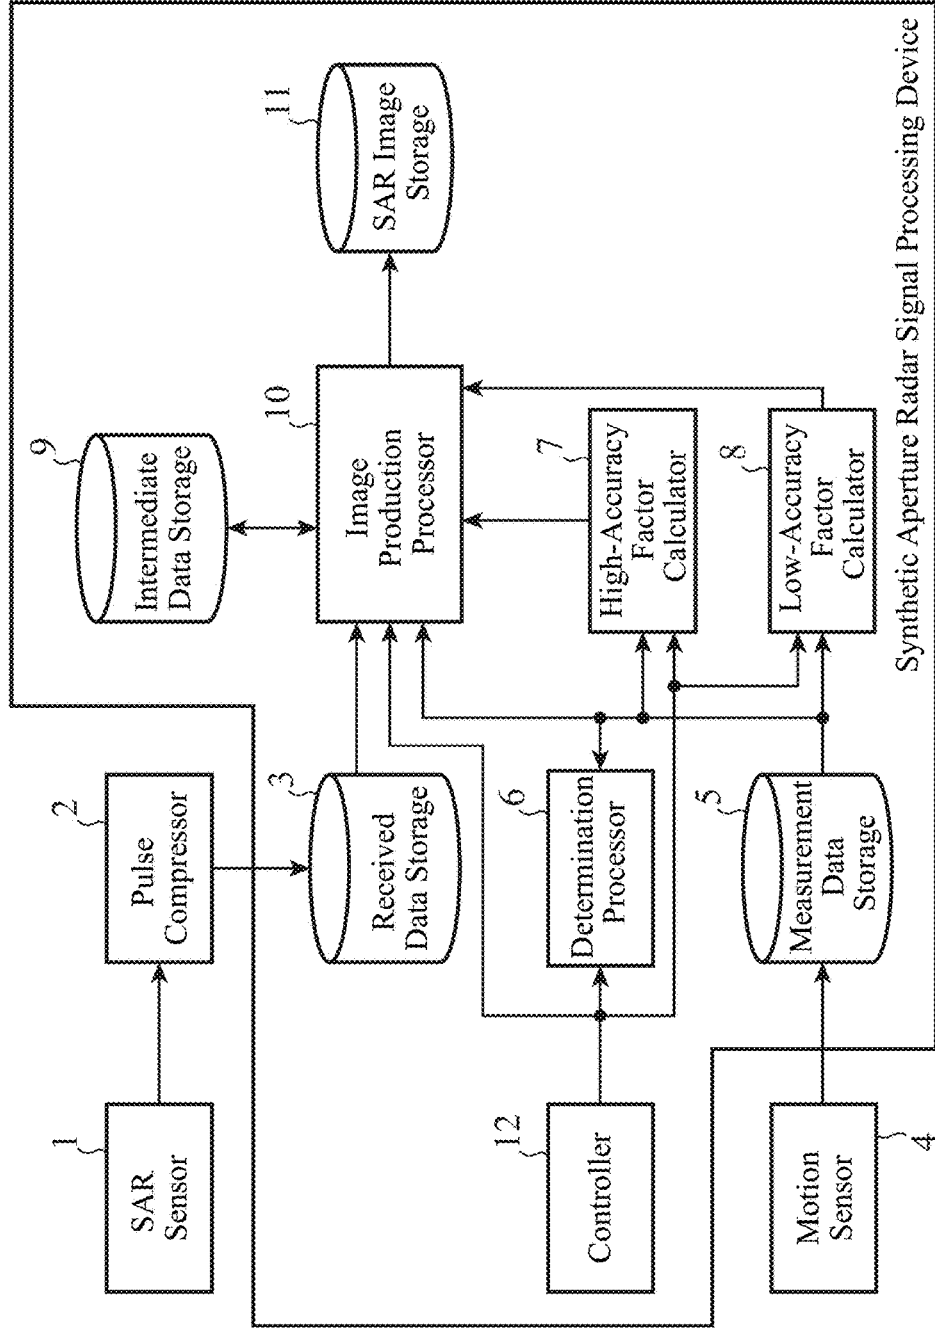 1
SAR
Sensor
2
Pulse
Compressor
9
Intermediate
Data Storage
3
Received
Data Storage
10
Image
Production
Processor
11
SAR Image
Storage
12
Controller
6
Determination
Processor
7
High-Accuracy
Factor
Calculator
4
Motion
Sensor
5
Measurement
Data
Storage
8
Low-Accuracy
Factor
Calculator
Synthetic Aperture Radar Signal Processing Device